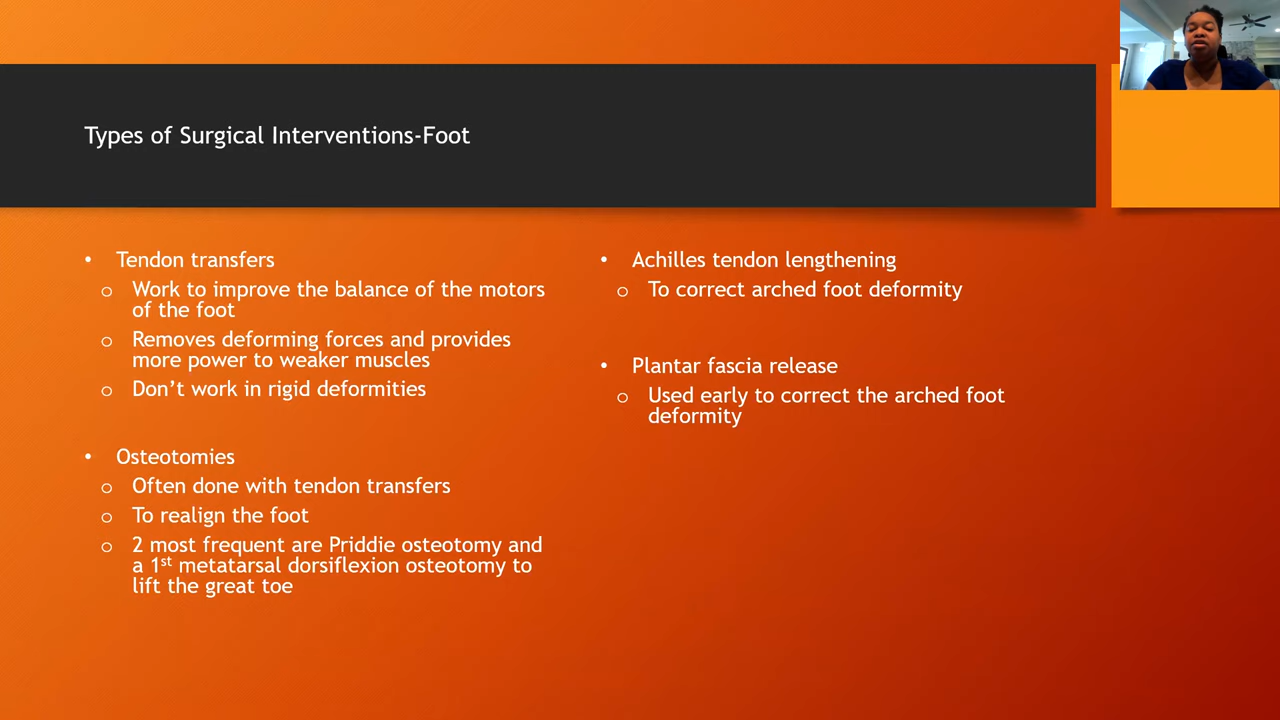 Types of Surgical Interventions-Foot
• Tendon transfers
o Work to improve the balance of the motors
of the foot
o Removes deforming forces and provides
more power to weaker muscles
o Don’t work in rigid deformities
• Osteotomies
o Often done with tendon transfers
o To realign the foot
o 2 most frequent are Priddie osteotomy and
a 1st metatarsal dorsiflexion osteotomy to
lift the great toe
• Achilles tendon lengthening
o To correct arched foot deformity
• Plantar fascia release
o Used early to correct the arched foot
deformity